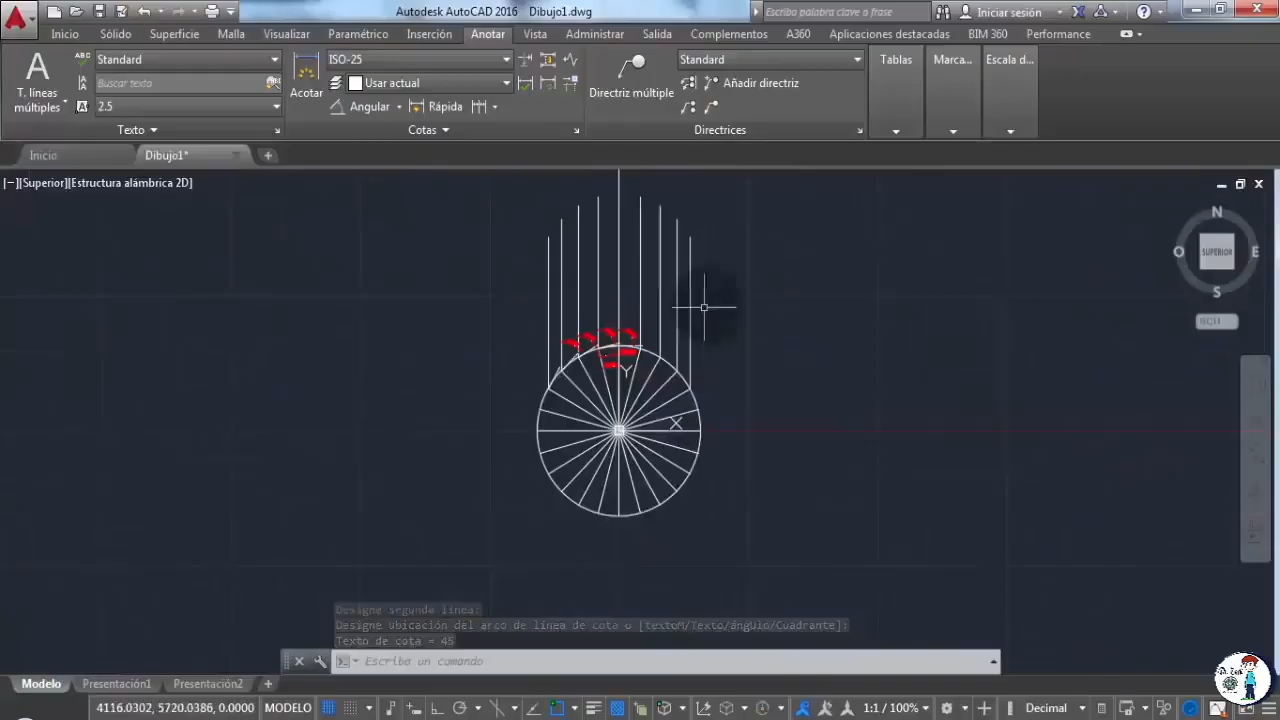 Autodesk AutoCAD 2016 Dibujo1.dwg
Escriba palabra clave o frase
Iniciar sesión
Inicio Sólido Superficie Malla Visualizar Paramétrico Inserción Anotar Vista Administrar Salida Complementos A360 Aplicaciones destacadas BIM 360 Performance
A T. líneas múltiples
ABC Standard
Buscar texto
2.5
Texto
Acotar
ISO-25
Usar actual
Angular Rápida
Cotas
Directriz múltiple
Standard
Añadir directriz
Directrices
Tablas
Marca...
Escala d...
Inicio Dibujo1*
[−][Superior][Estructura alámbrica 2D]
N
O SUPERIOR E
S
Y
X
Designe segunda línea:
Designe Ubicación del arco de línea de cota o [textoM/Texto/ángUlo/Cuadrante]:
Texto de cota = 45
Escriba un comando
Modelo Presentación1 Presentación2
4116.0302, 5720.0386, 0.0000 MODELO 1:1 / 100% Decimal